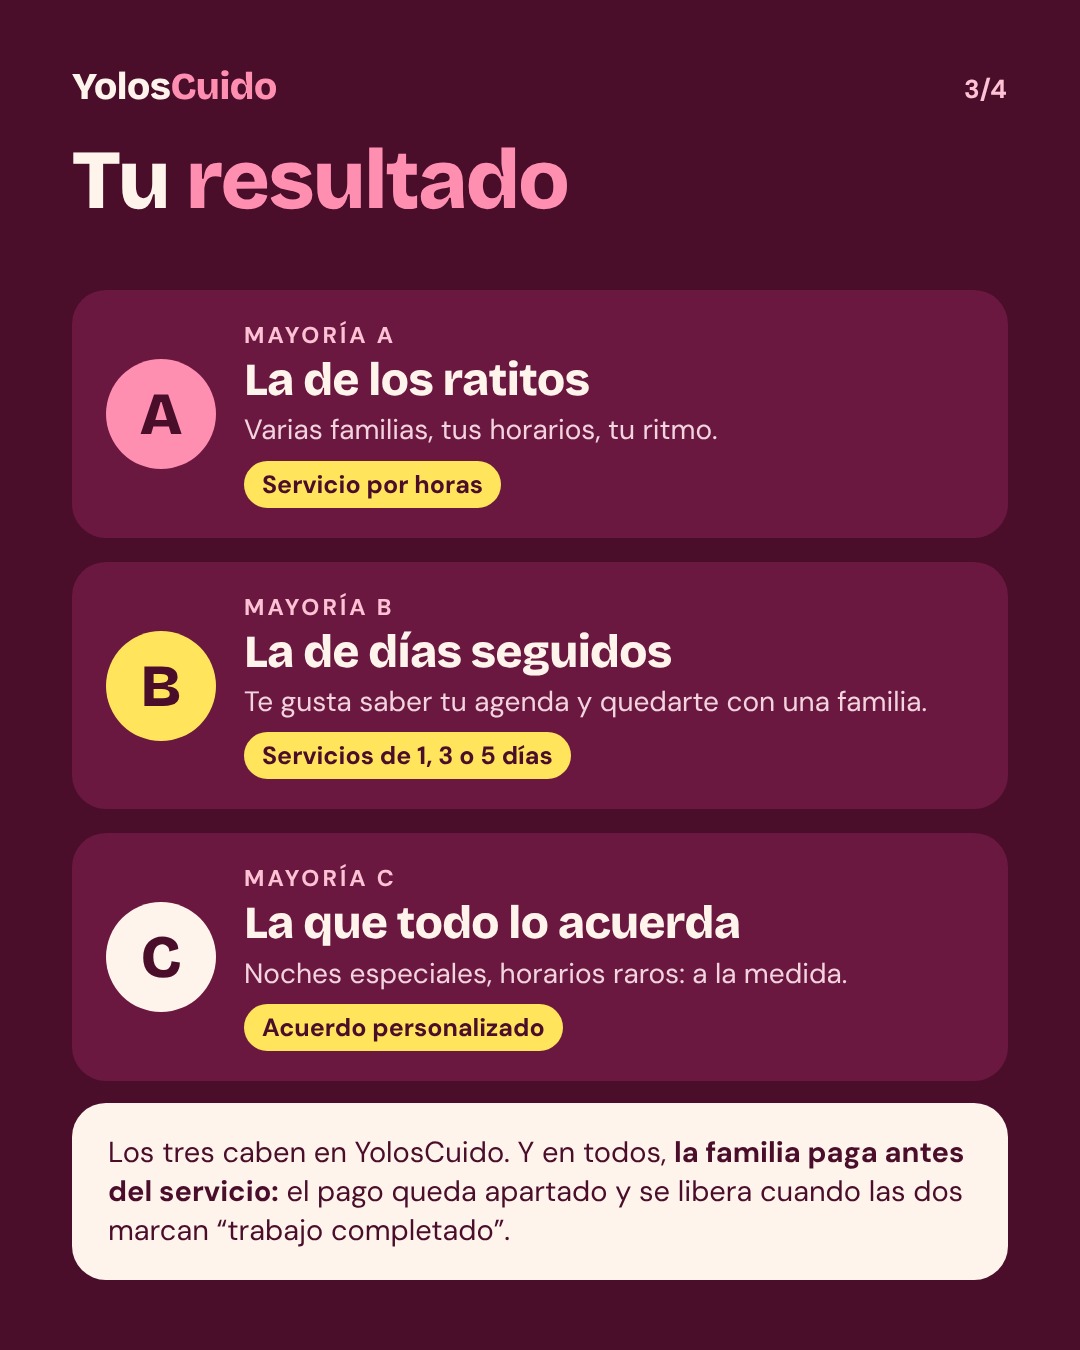 YolosCuido
3/4
Tu resultado
A
MAYORÍA A
La de los ratitos
Varias familias, tus horarios, tu ritmo.
Servicio por horas
B
MAYORÍA B
La de días seguidos
Te gusta saber tu agenda y quedarte con una familia.
Servicios de 1, 3 o 5 días
C
MAYORÍA C
La que todo lo acuerda
Noches especiales, horarios raros: a la medida.
Acuerdo personalizado
Los tres caben en YolosCuido. Y en todos, la familia paga antes
del servicio: el pago queda apartado y se libera cuando las dos
marcan “trabajo completado”.